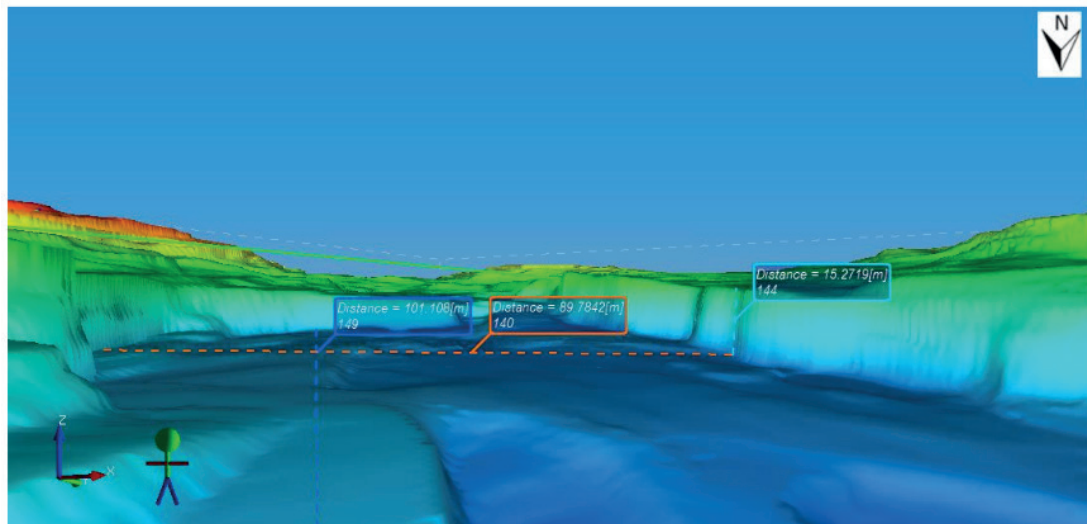 N
Distance = 15.2719[m]
144
Distance = 101.108[m]
149
Distance = 89.7842[m]
140
Z
X